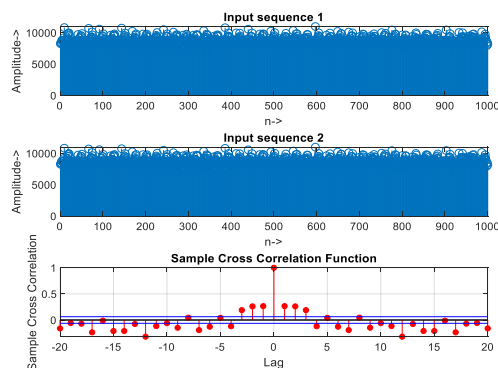 Input sequence 1
Amplitude->
10000
5000
0
0 100 200 300 400 500 600 700 800 900 1000
n->
Input sequence 2
Amplitude->
10000
5000
0
0 100 200 300 400 500 600 700 800 900 1000
n->
Sample Cross Correlation Function
Sample Cross Correlation
1
0.5
0
-20 -15 -10 -5 0 5 10 15 20
Lag